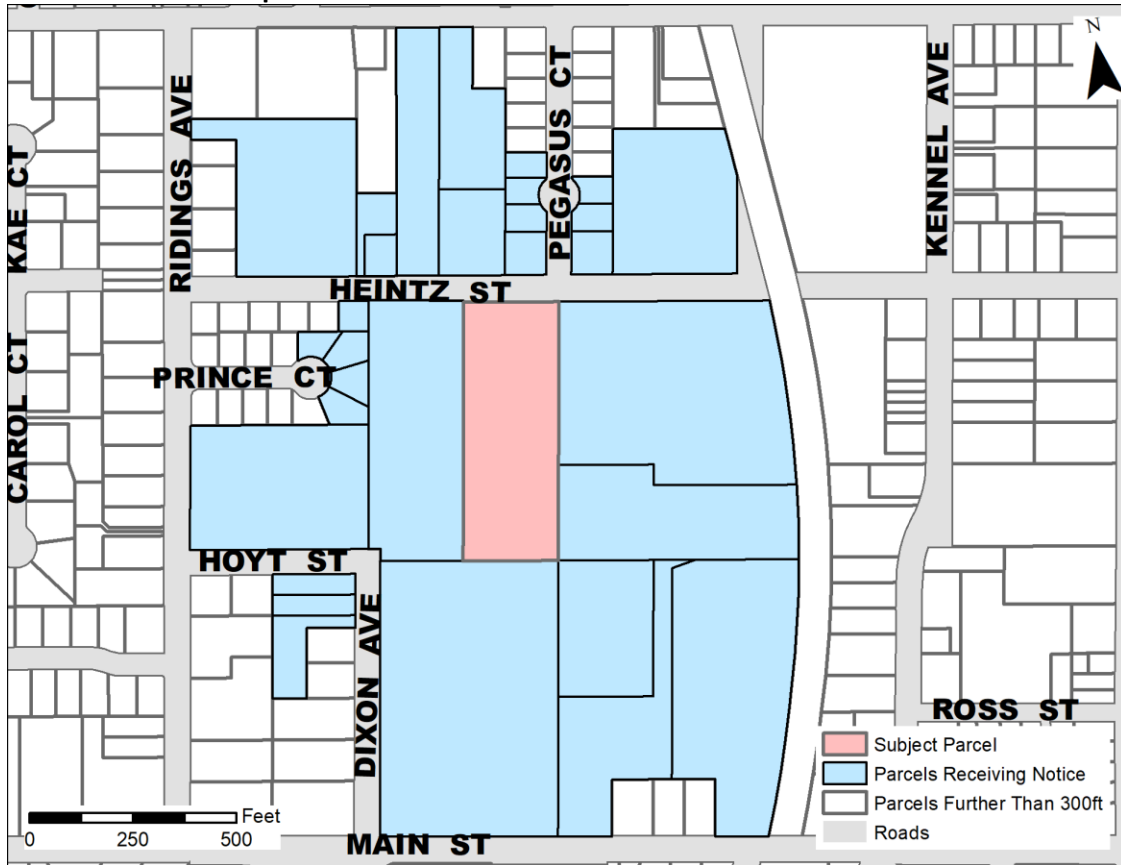 N
KAE CT
RIDINGS AVE
PEGASUS CT
KENNEL AVE
HEINTZ ST
CAROL CT
PRINCE CT
HOYT ST
DIXON AVE
ROSS ST
Subject Parcel
Parcels Receiving Notice
Parcels Further Than 300ft
Roads
Feet
0 250 500
MAIN ST